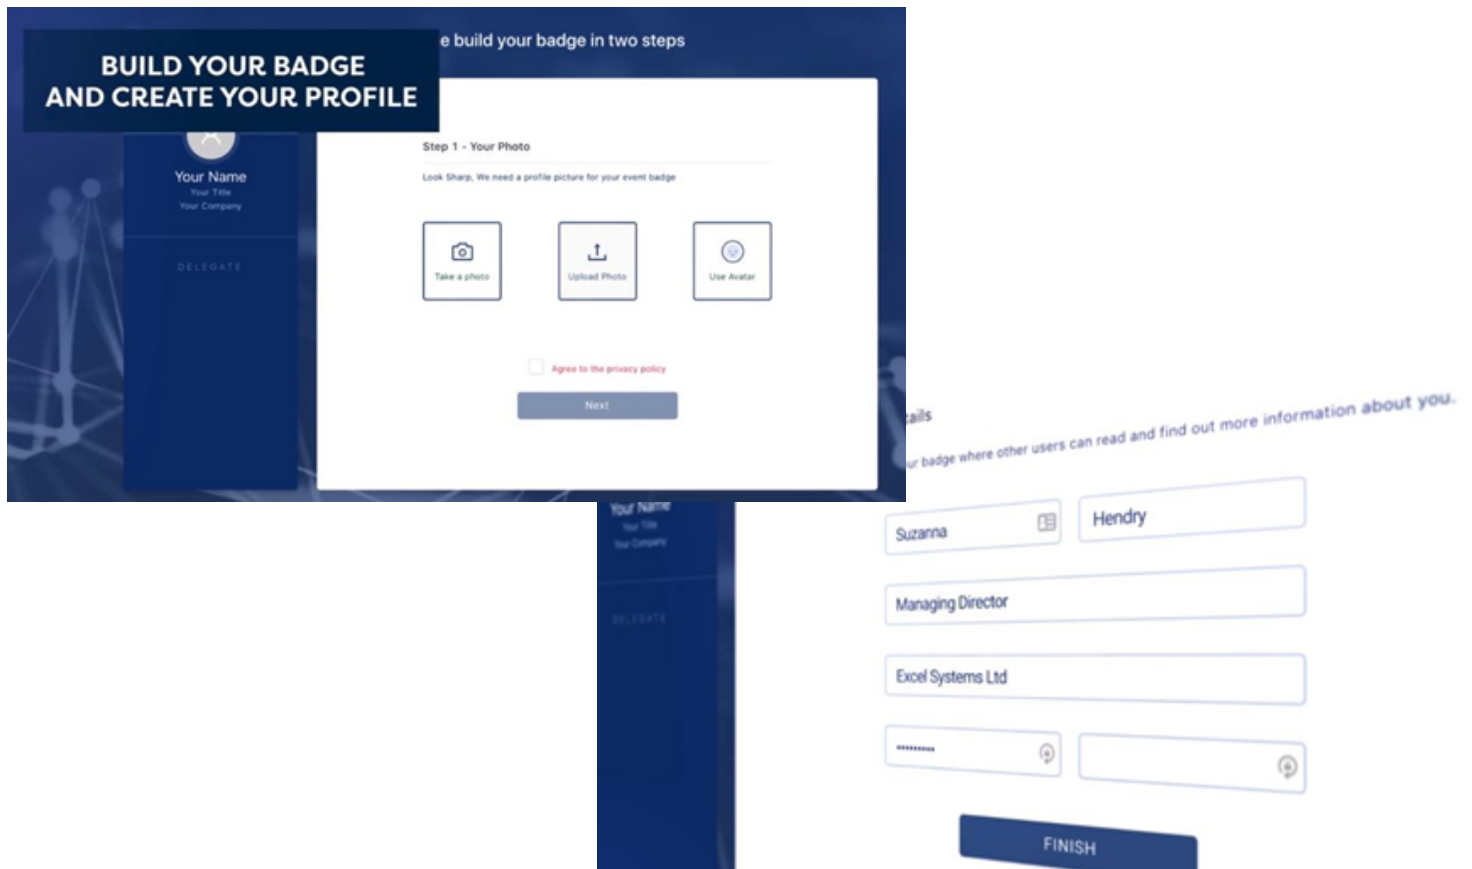 e build your badge in two steps
BUILD YOUR BADGE
AND CREATE YOUR PROFILE
Your Name
Your Title
Your Company
DELEGATE
Step 1 - Your Photo
Look Sharp, We need a profile picture for your event badge
Take a photo
Upload Photo
Use Avatar
Agree to the privacy policy
Next
ails
ur badge where other users can read and find out more information about you.
Your Name
Your Title
Your Company
DELEGATE
Suzanna
Hendry
Managing Director
Excel Systems Ltd
•••••••••
FINISH